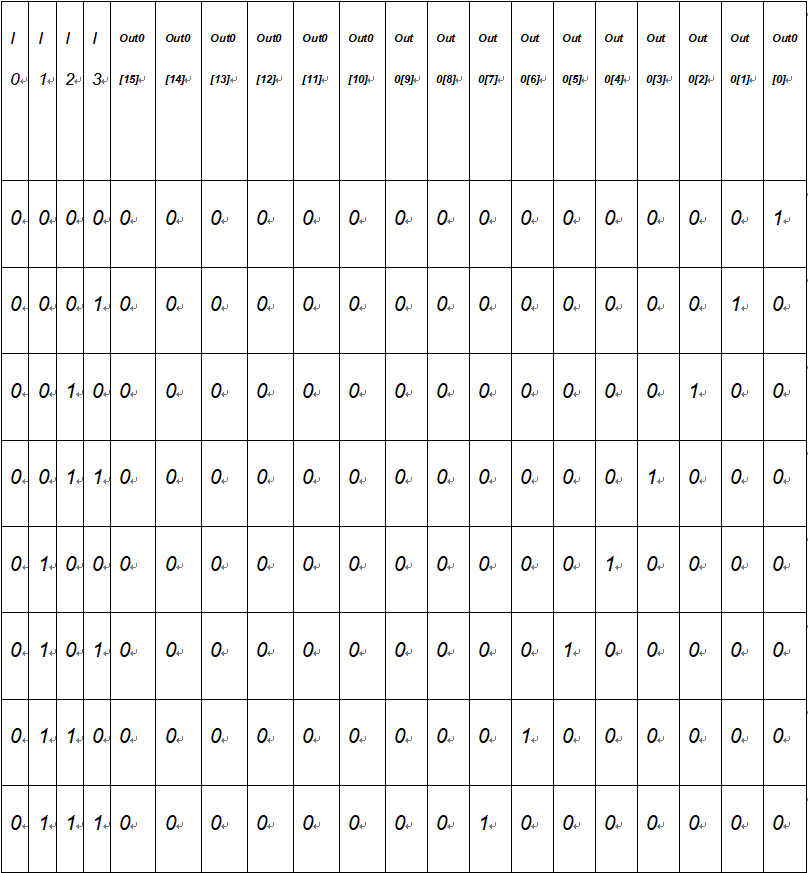 I I I I Out0 Out0 Out0 Out0 Out0 Out0 Out Out Out Out Out Out Out Out Out Out0
0 1 2 3 [15] [14] [13] [12] [11] [10] 0[9] 0[8] 0[7] 0[6] 0[5] 0[4] 0[3] 0[2] 0[1] [0]
0 0 0 0 0 0 0 0 0 0 0 0 0 0 0 0 0 0 0 1
0 0 0 1 0 0 0 0 0 0 0 0 0 0 0 0 0 0 1 0
0 0 1 0 0 0 0 0 0 0 0 0 0 0 0 0 0 1 0 0
0 0 1 1 0 0 0 0 0 0 0 0 0 0 0 0 1 0 0 0
0 1 0 0 0 0 0 0 0 0 0 0 0 0 0 1 0 0 0 0
0 1 0 1 0 0 0 0 0 0 0 0 0 0 1 0 0 0 0 0
0 1 1 0 0 0 0 0 0 0 0 0 0 1 0 0 0 0 0 0
0 1 1 1 0 0 0 0 0 0 0 0 1 0 0 0 0 0 0 0